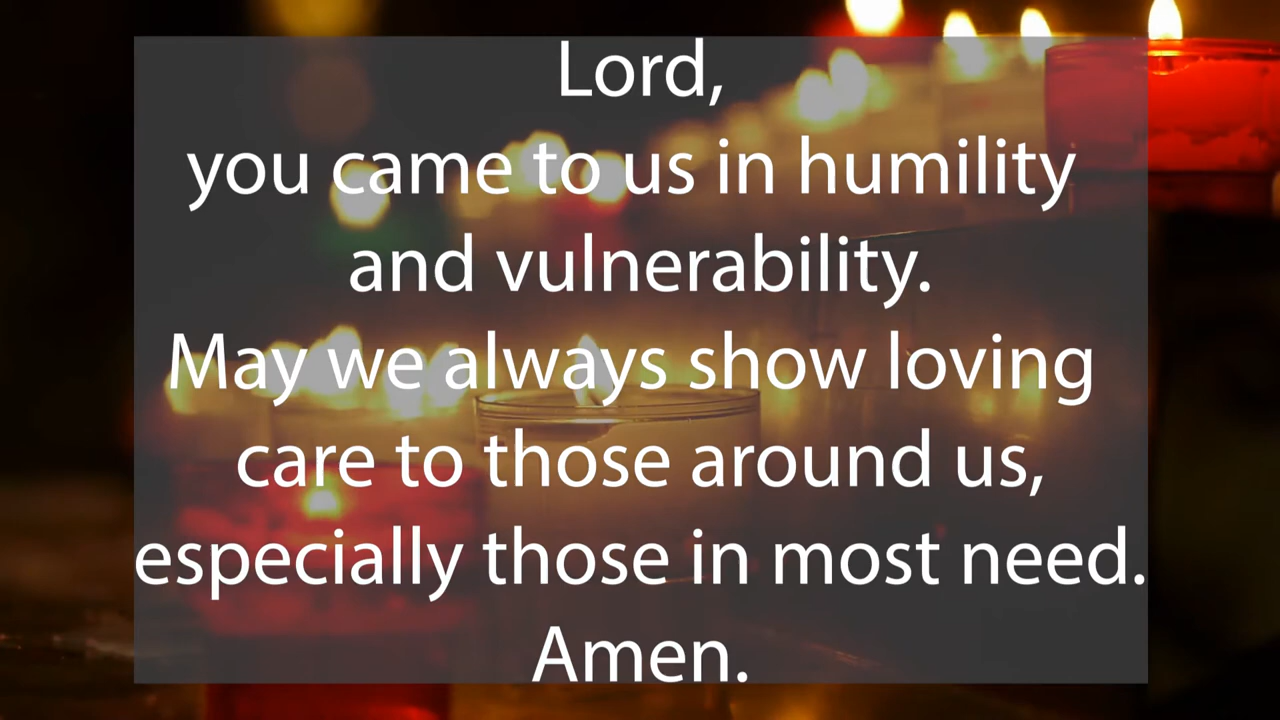 Lord,
you came to us in humility
and vulnerability.
May we always show loving
care to those around us,
especially those in most need.
Amen.